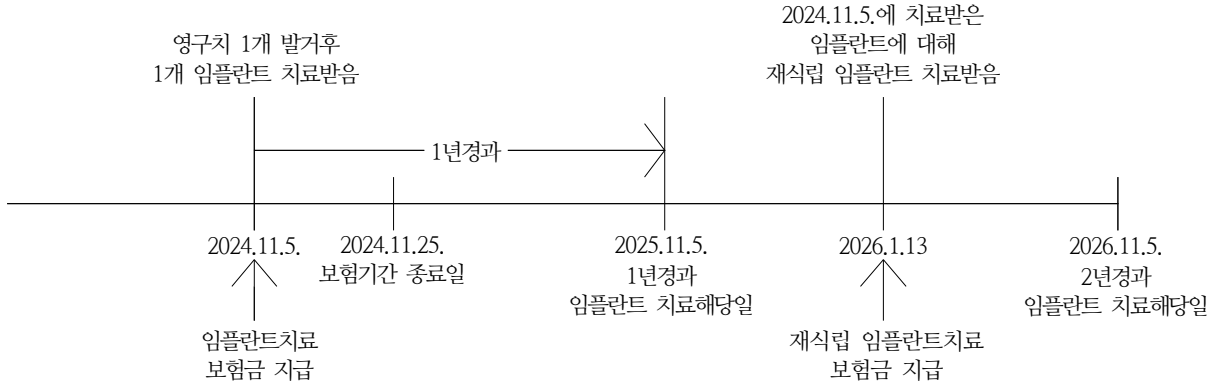 영구치 1개 발거후
1개 임플란트 치료받음
2024.11.5.에 치료받은
임플란트에 대해
재식립 임플란트 치료받음
1년경과
2024.11.5.
2024.11.25.
보험기간 종료일
2025.11.5.
1년경과
임플란트 치료해당일
2026.1.13
2026.11.5.
2년경과
임플란트 치료해당일
임플란트치료
보험금 지급
재식립 임플란트치료
보험금 지급